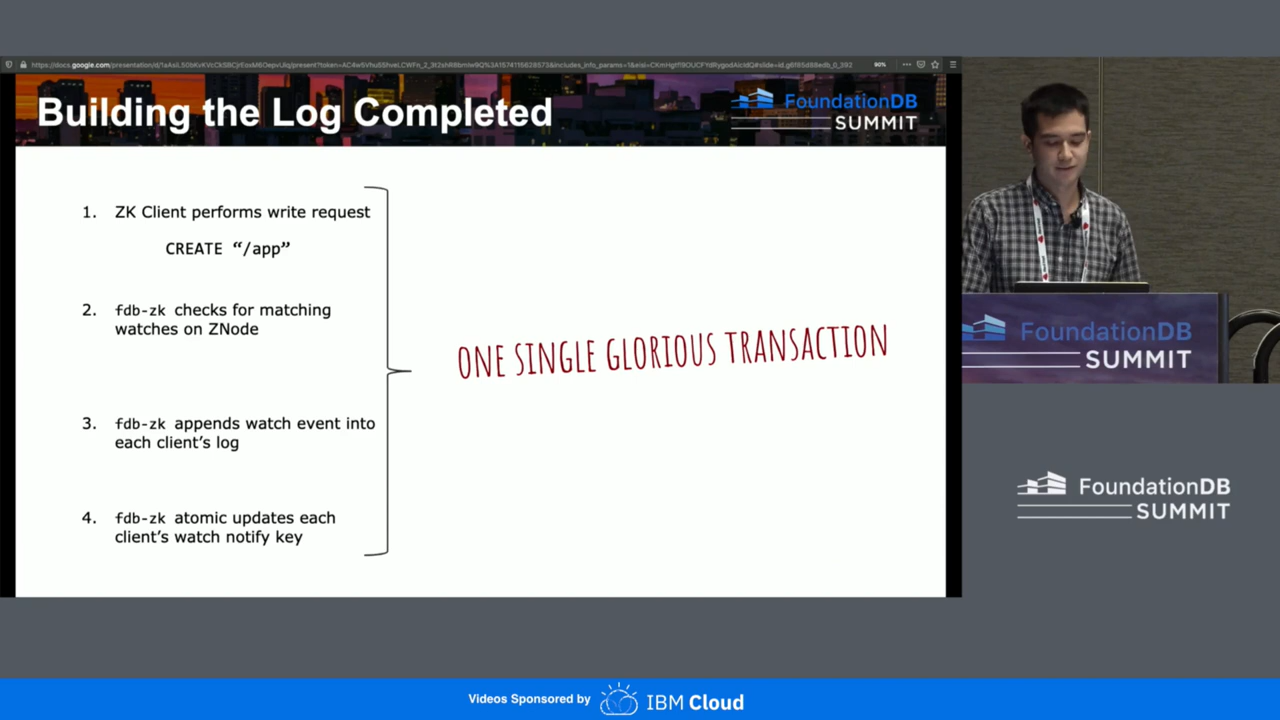 Building the Log Completed
FoundationDB
SUMMIT
1. ZK Client performs write request
CREATE “/app”
2. fdb-zk checks for matching
watches on ZNode
3. fdb-zk appends watch event into
each client’s log
4. fdb-zk atomic updates each
client’s watch notify key
ONE SINGLE GLORIOUS TRANSACTION
90%
FoundationDB
SUMMIT
FoundationDB
SUMMIT
Videos Sponsored by IBM Cloud